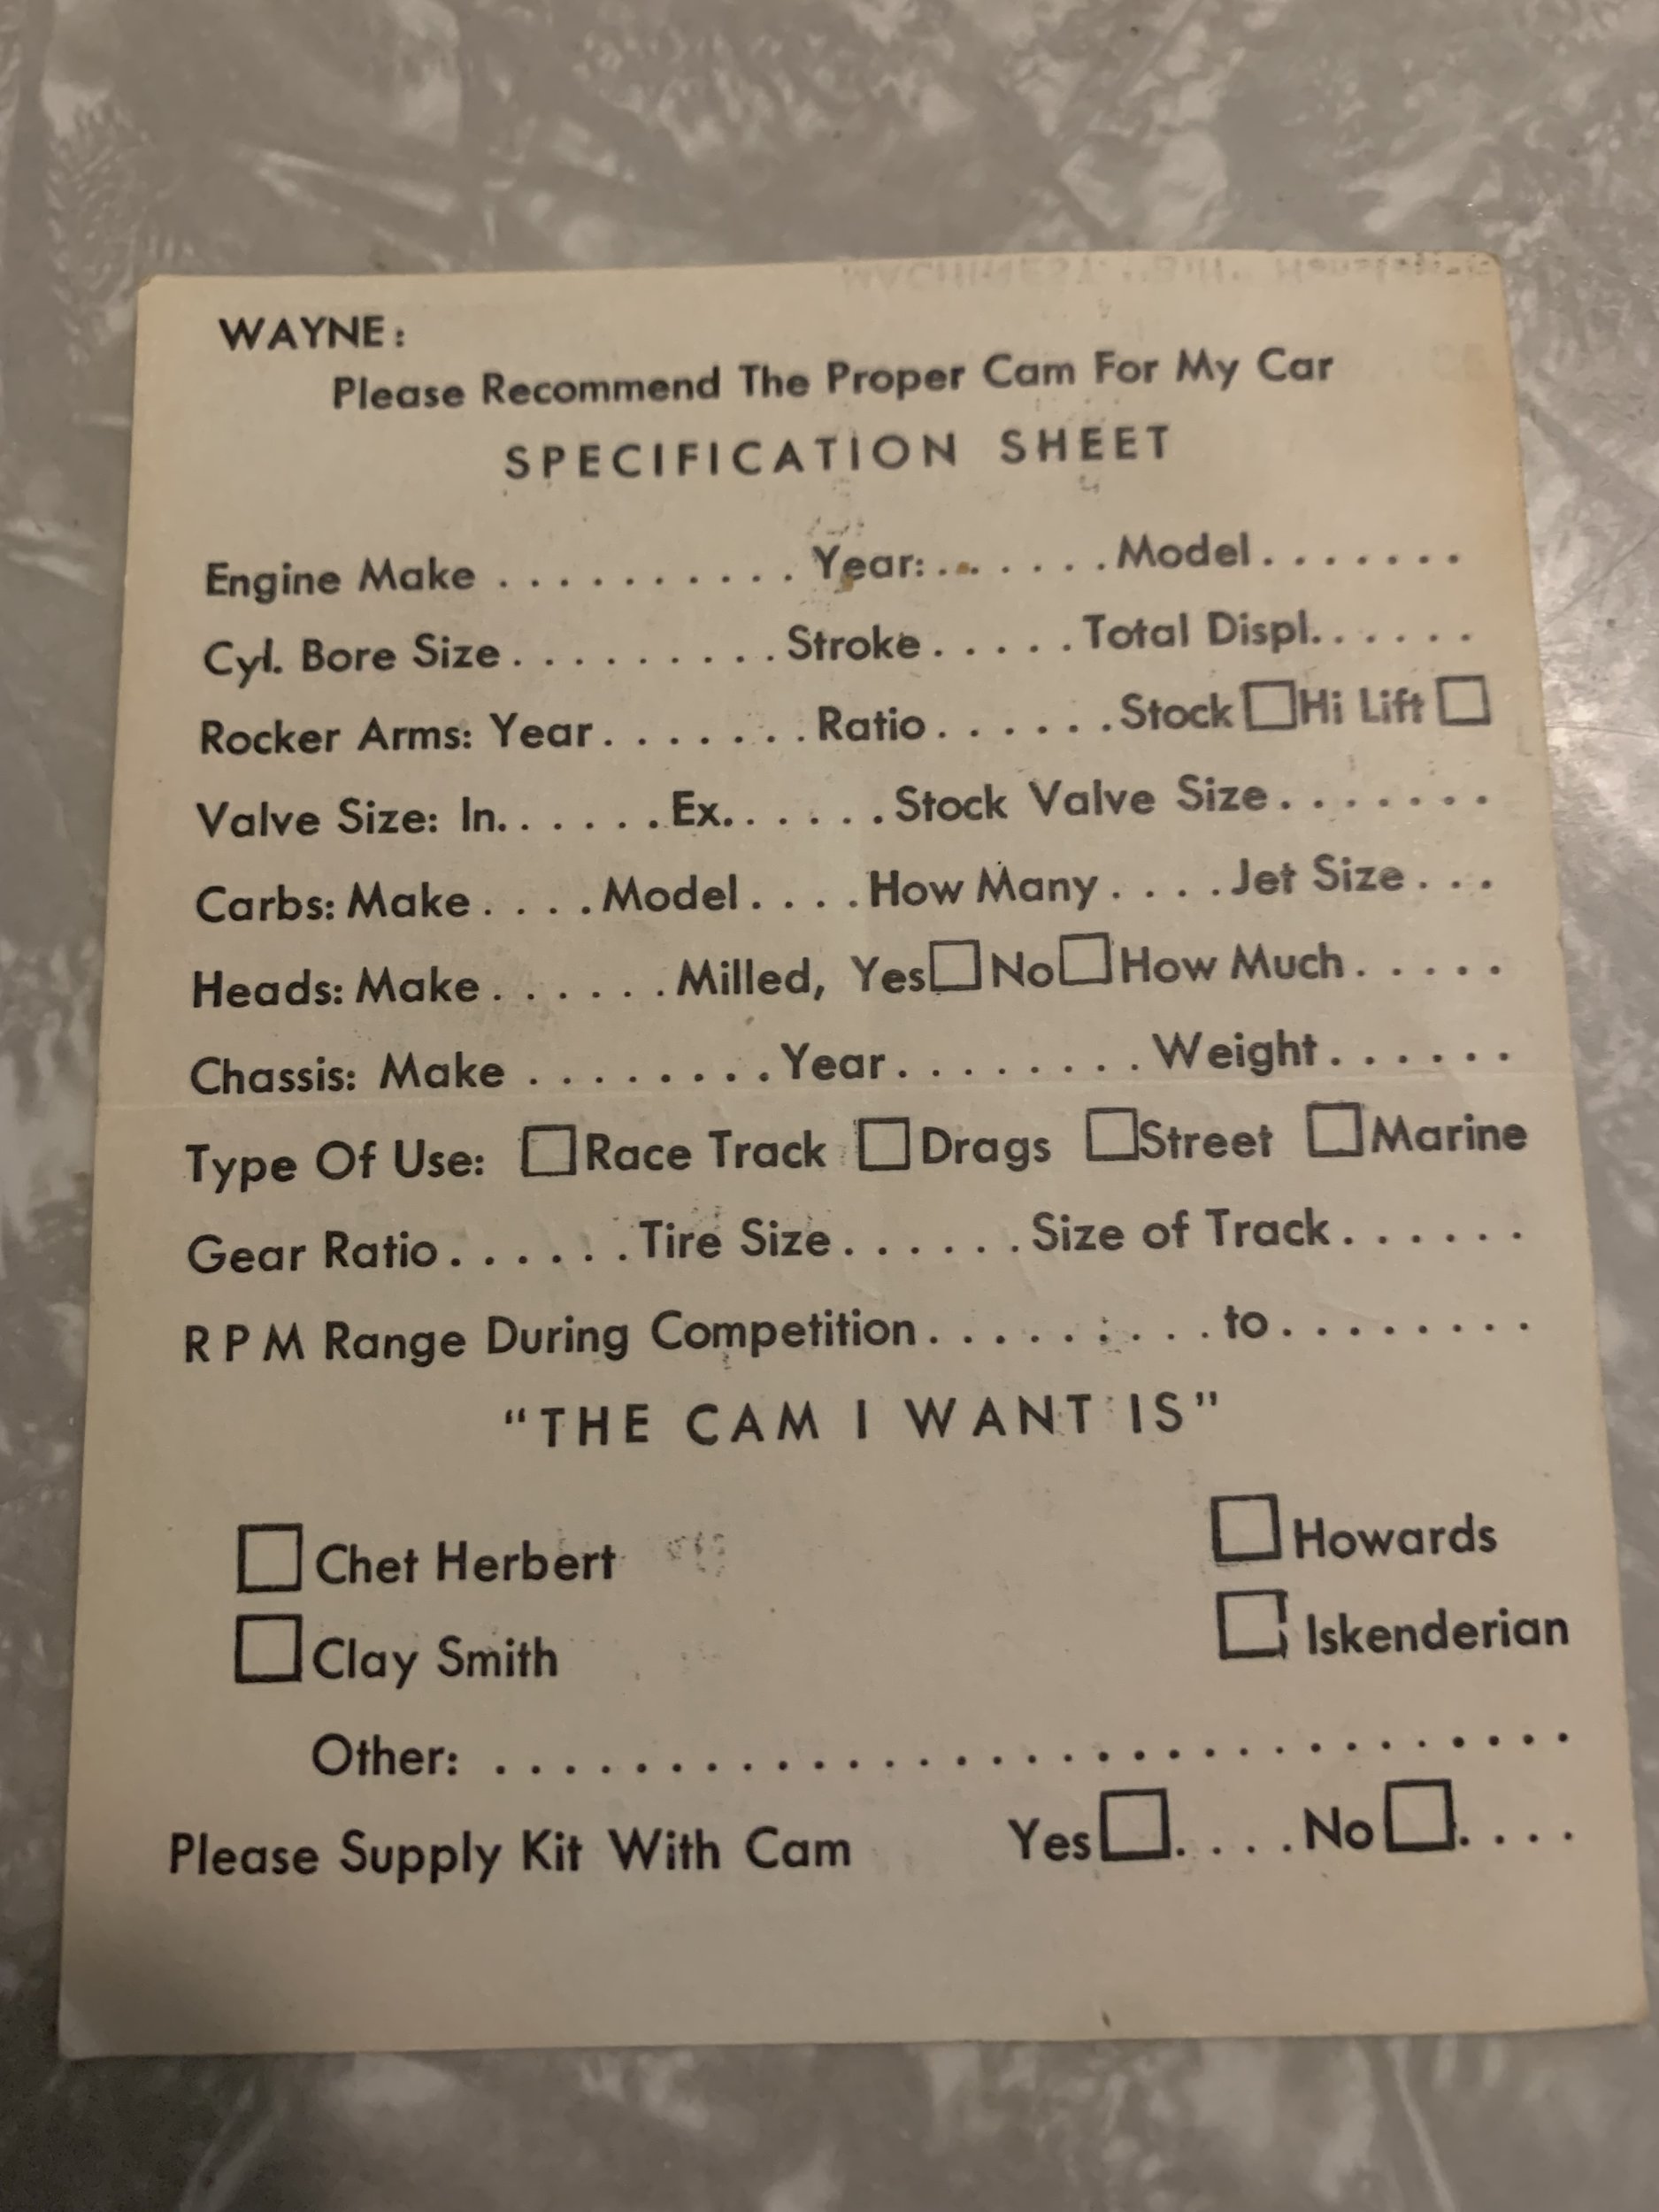 WAYNE:
Please Recommend The Proper Cam For My Car
SPECIFICATION SHEET
Engine Make . . . . . . . . . . . Year: . . . . . . . Model . . . . . . .
Cyl. Bore Size . . . . . . . . . Stroke . . . . . Total Displ. . . . . .
Rocker Arms: Year . . . . . . . Ratio . . . . . . Stock ☐ Hi Lift ☐
Valve Size: In. . . . . . Ex. . . . . . Stock Valve Size . . . . . . .
Carbs: Make . . . . Model . . . . How Many . . . . Jet Size . . .
Heads: Make . . . . . . Milled, Yes ☐ No ☐ How Much . . . . .
Chassis: Make . . . . . . . . Year . . . . . . . . Weight . . . . . .
Type Of Use: ☐ Race Track ☐ Drags ☐ Street ☐ Marine
Gear Ratio . . . . . . Tire Size . . . . . . Size of Track . . . . . .
R P M Range During Competition . . . . . . . . . to . . . . . . . .
"THE CAM I WANT IS"
☐ Chet Herbert ☐ Howards
☐ Clay Smith ☐ Iskenderian
Other: . . . . . . . . . . . . . . . . . . . . . . . . . . . . . . .
Please Supply Kit With Cam Yes ☐ . . . . No ☐ . . . .